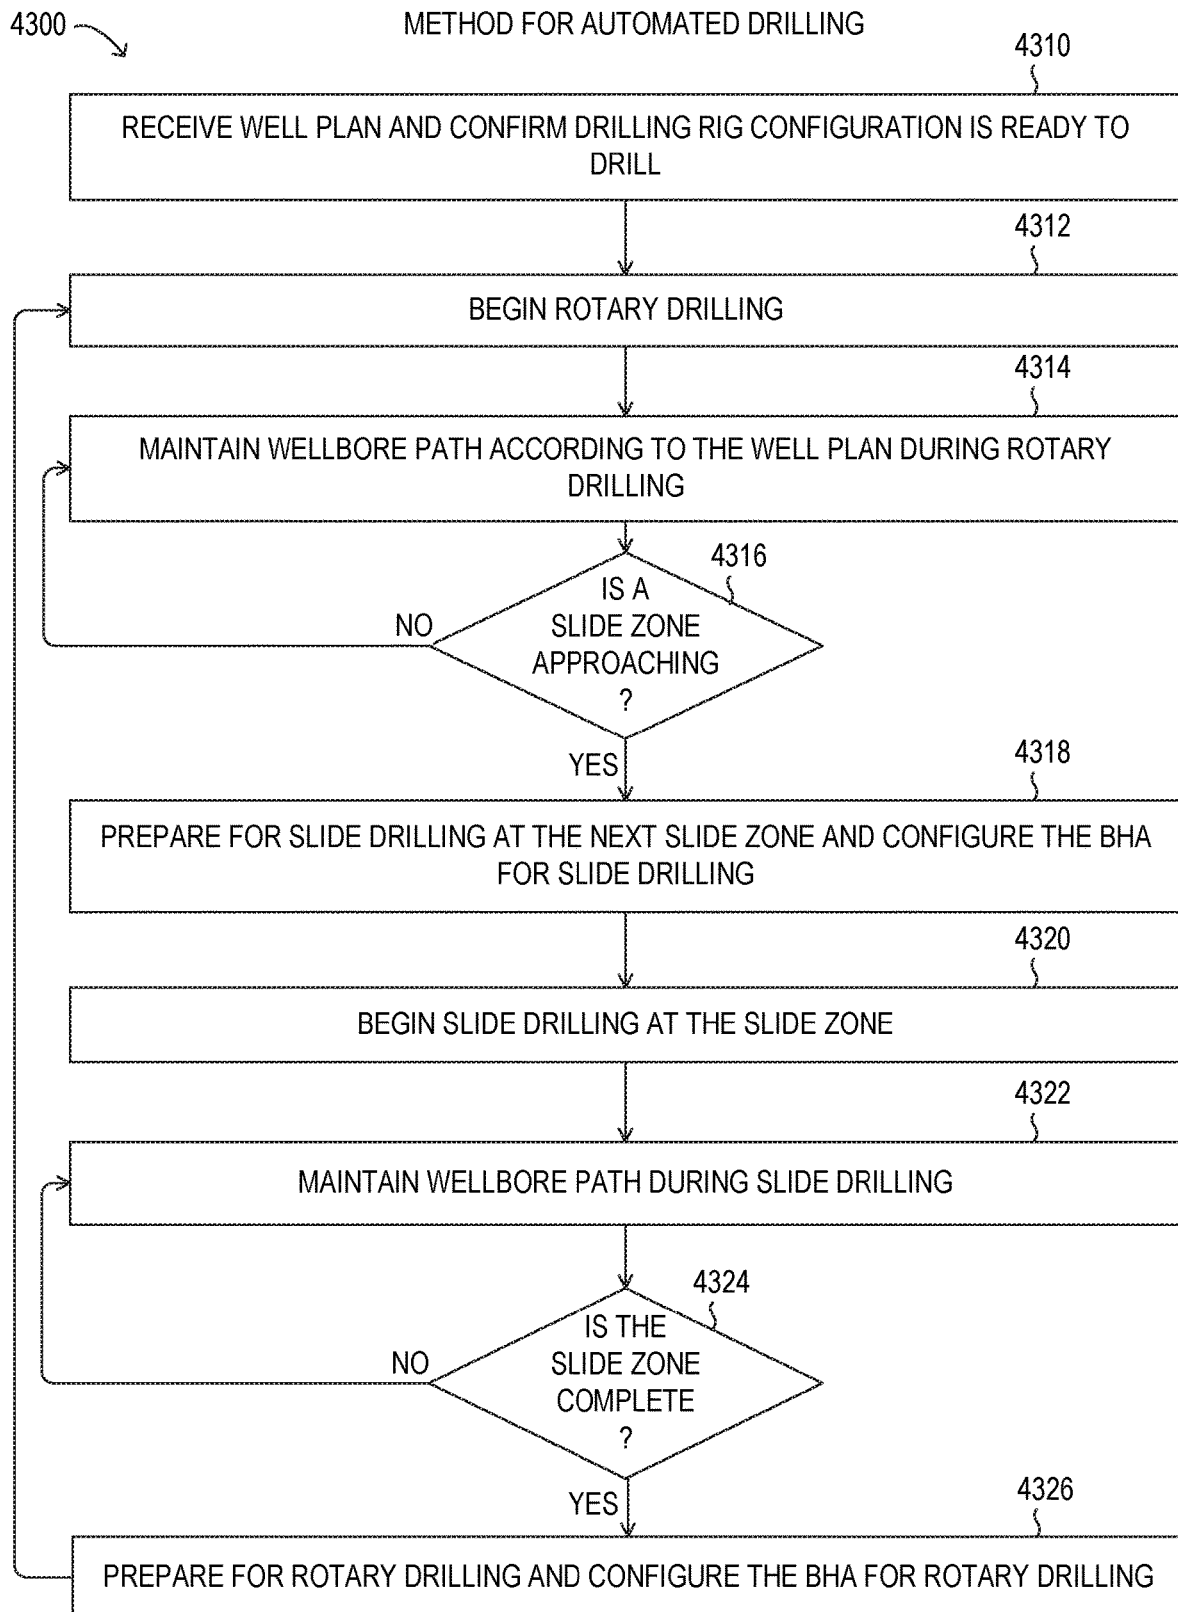 4300
METHOD FOR AUTOMATED DRILLING
4310
RECEIVE WELL PLAN AND CONFIRM DRILLING RIG CONFIGURATION IS READY TO
DRILL
4312
BEGIN ROTARY DRILLING
4314
MAINTAIN WELLBORE PATH ACCORDING TO THE WELL PLAN DURING ROTARY
DRILLING
4316
IS A
SLIDE ZONE
APPROACHING
?
NO
YES
4318
PREPARE FOR SLIDE DRILLING AT THE NEXT SLIDE ZONE AND CONFIGURE THE BHA
FOR SLIDE DRILLING
4320
BEGIN SLIDE DRILLING AT THE SLIDE ZONE
4322
MAINTAIN WELLBORE PATH DURING SLIDE DRILLING
4324
IS THE
SLIDE ZONE
COMPLETE
?
NO
YES
4326
PREPARE FOR ROTARY DRILLING AND CONFIGURE THE BHA FOR ROTARY DRILLING